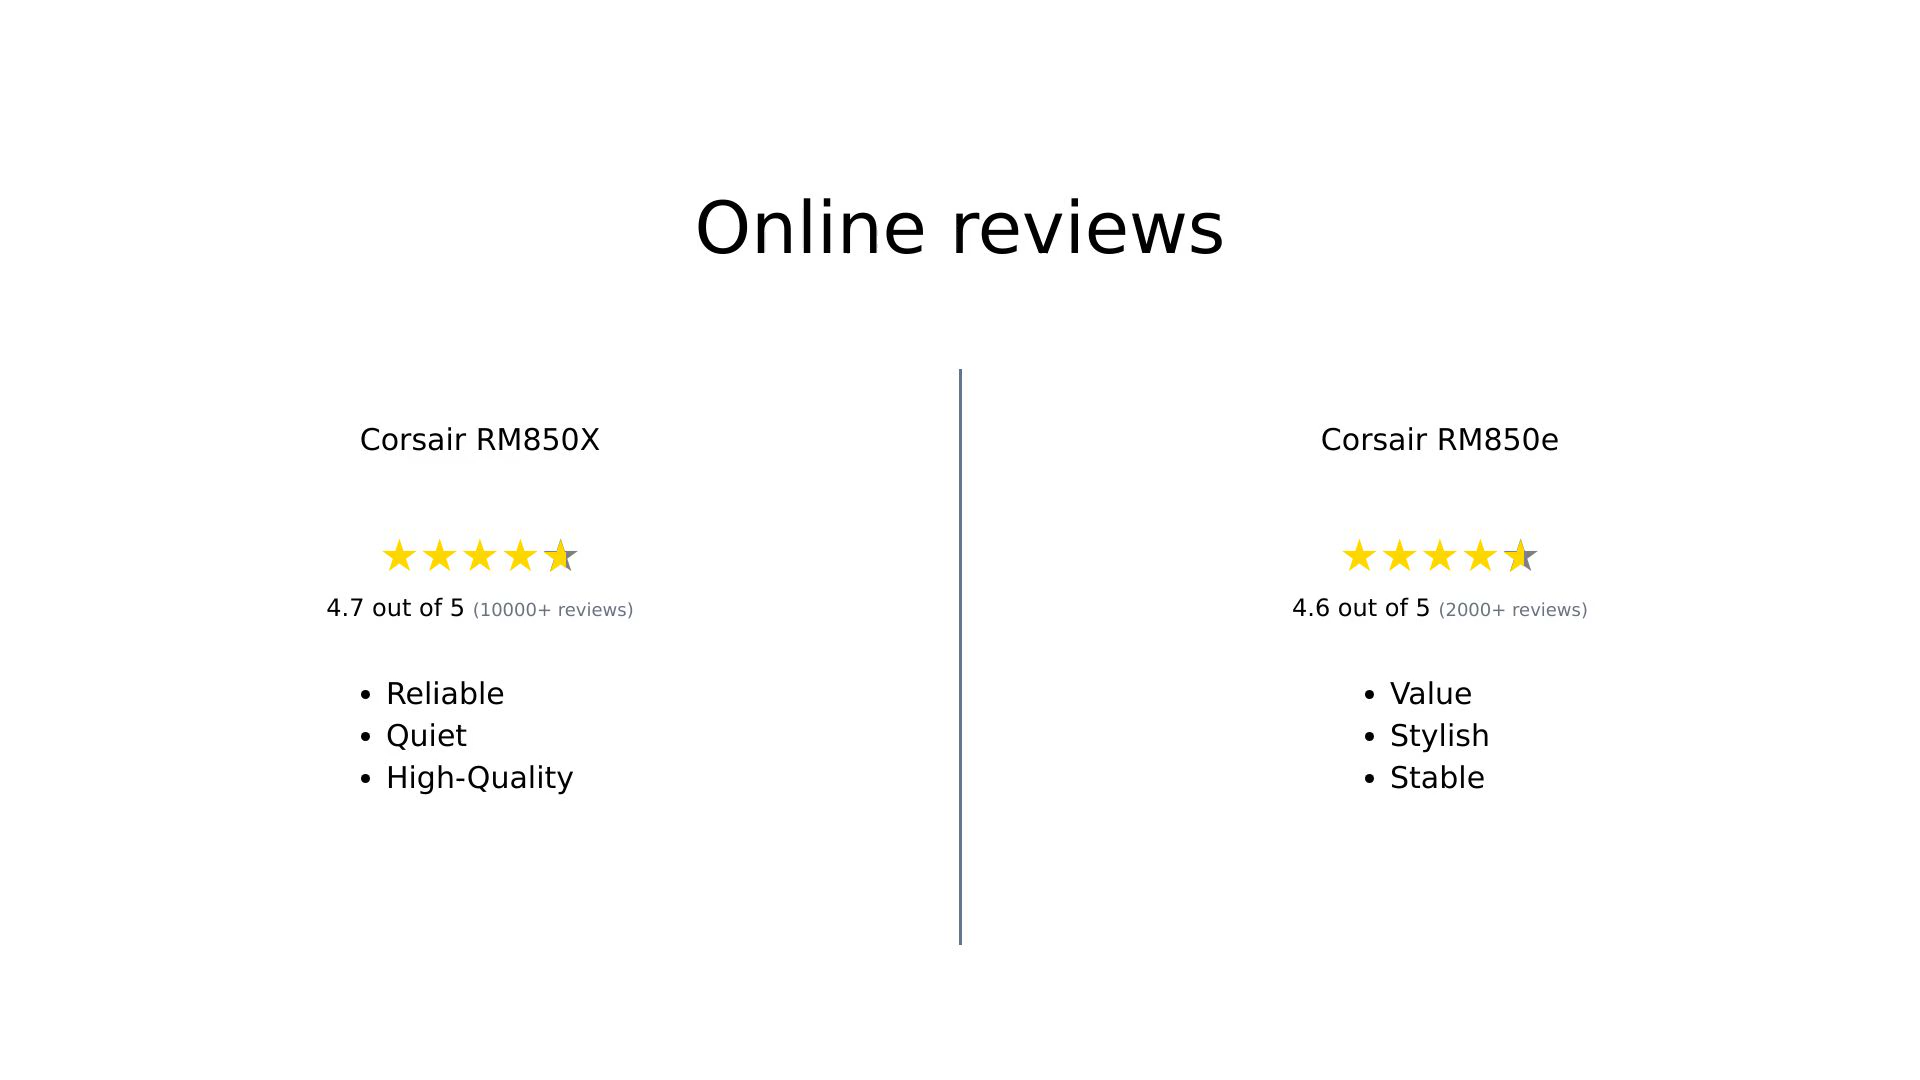 Online reviews
Corsair RM850X
4.7 out of 5 (10000+ reviews)
• Reliable
• Quiet
• High-Quality
Corsair RM850e
4.6 out of 5 (2000+ reviews)
• Value
• Stylish
• Stable